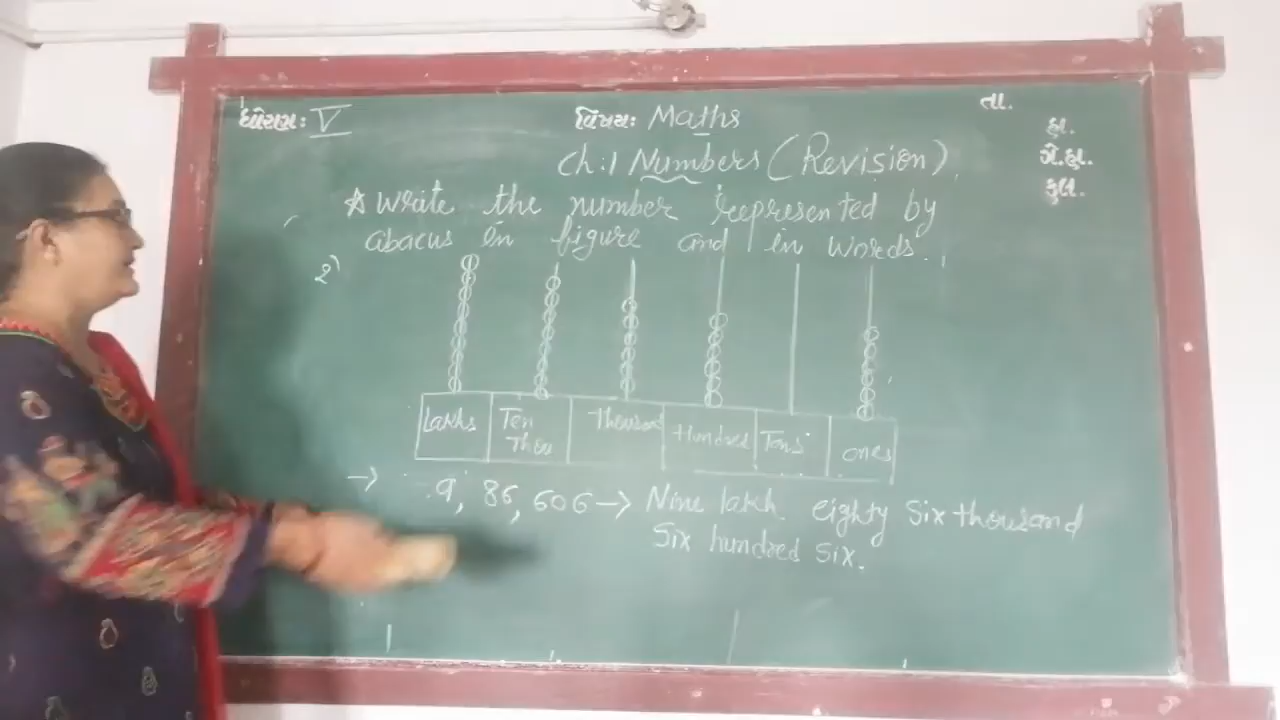 ધોરણ: V
વિષય: Maths
તા.
હા.
ગે.હા.
કુલ.
Ch:1 Numbers (Revision)
☆ Write the number represented by
abacus in figure and in words.
2)
Lakhs Ten Thou Thousand Hundred Tens ones
→ 9, 86, 606 → Nine lakh eighty six thousand
Six hundred six.